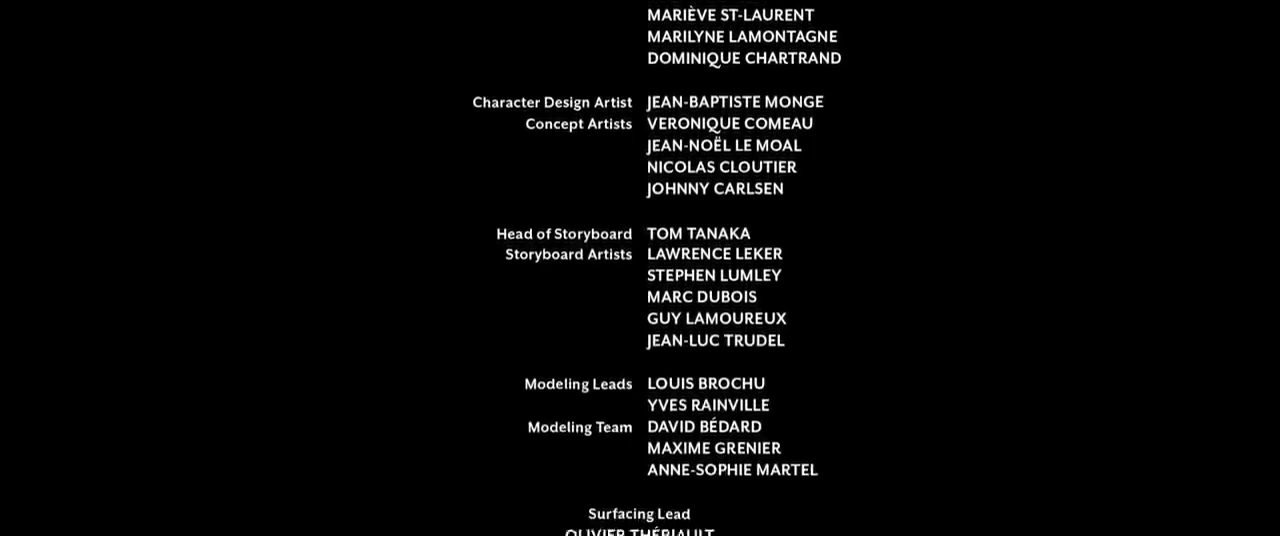 MARIÈVE ST-LAURENT
MARILYNE LAMONTAGNE
DOMINIQUE CHARTRAND
Character Design Artist JEAN-BAPTISTE MONGE
Concept Artists VERONIQUE COMEAU
JEAN-NOËL LE MOAL
NICOLAS CLOUTIER
JOHNNY CARLSEN
Head of Storyboard TOM TANAKA
Storyboard Artists LAWRENCE LEKER
STEPHEN LUMLEY
MARC DUBOIS
GUY LAMOUREUX
JEAN-LUC TRUDEL
Modeling Leads LOUIS BROCHU
YVES RAINVILLE
Modeling Team DAVID BÉDARD
MAXIME GRENIER
ANNE-SOPHIE MARTEL
Surfacing Lead
OLIVIER THÉRIAULT